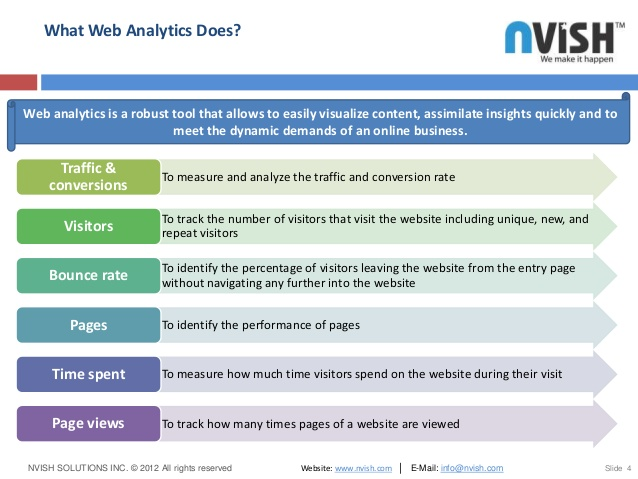 What Web Analytics Does?
nViSH™
We make it happen
Web analytics is a robust tool that allows to easily visualize content, assimilate insights quickly and to
meet the dynamic demands of an online business.
Traffic &
conversions
To measure and analyze the traffic and conversion rate
Visitors
To track the number of visitors that visit the website including unique, new, and
repeat visitors
Bounce rate
To identify the percentage of visitors leaving the website from the entry page
without navigating any further into the website
Pages
To identify the performance of pages
Time spent
To measure how much time visitors spend on the website during their visit
Page views
To track how many times pages of a website are viewed
NVISH SOLUTIONS INC. © 2012 All rights reserved Website: www.nvish.com | E-Mail: info@nvish.com Slide 4